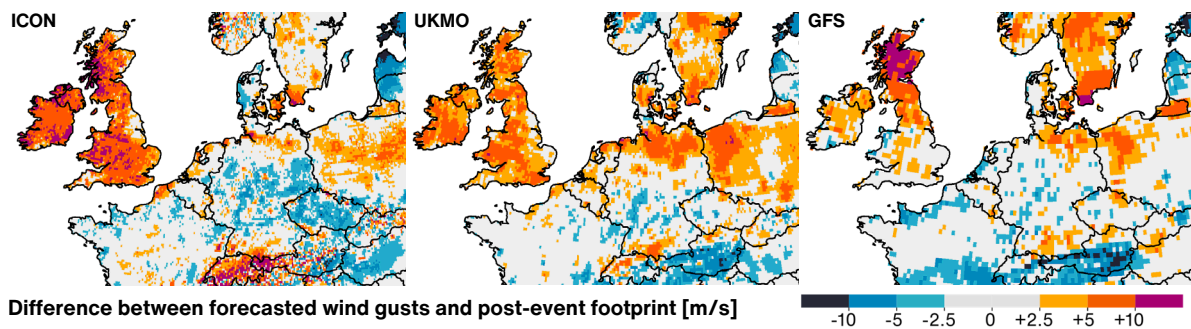 ICON
UKMO
GFS
Difference between forecasted wind gusts and post-event footprint [m/s]
-10 -5 -2.5 0 +2.5 +5 +10